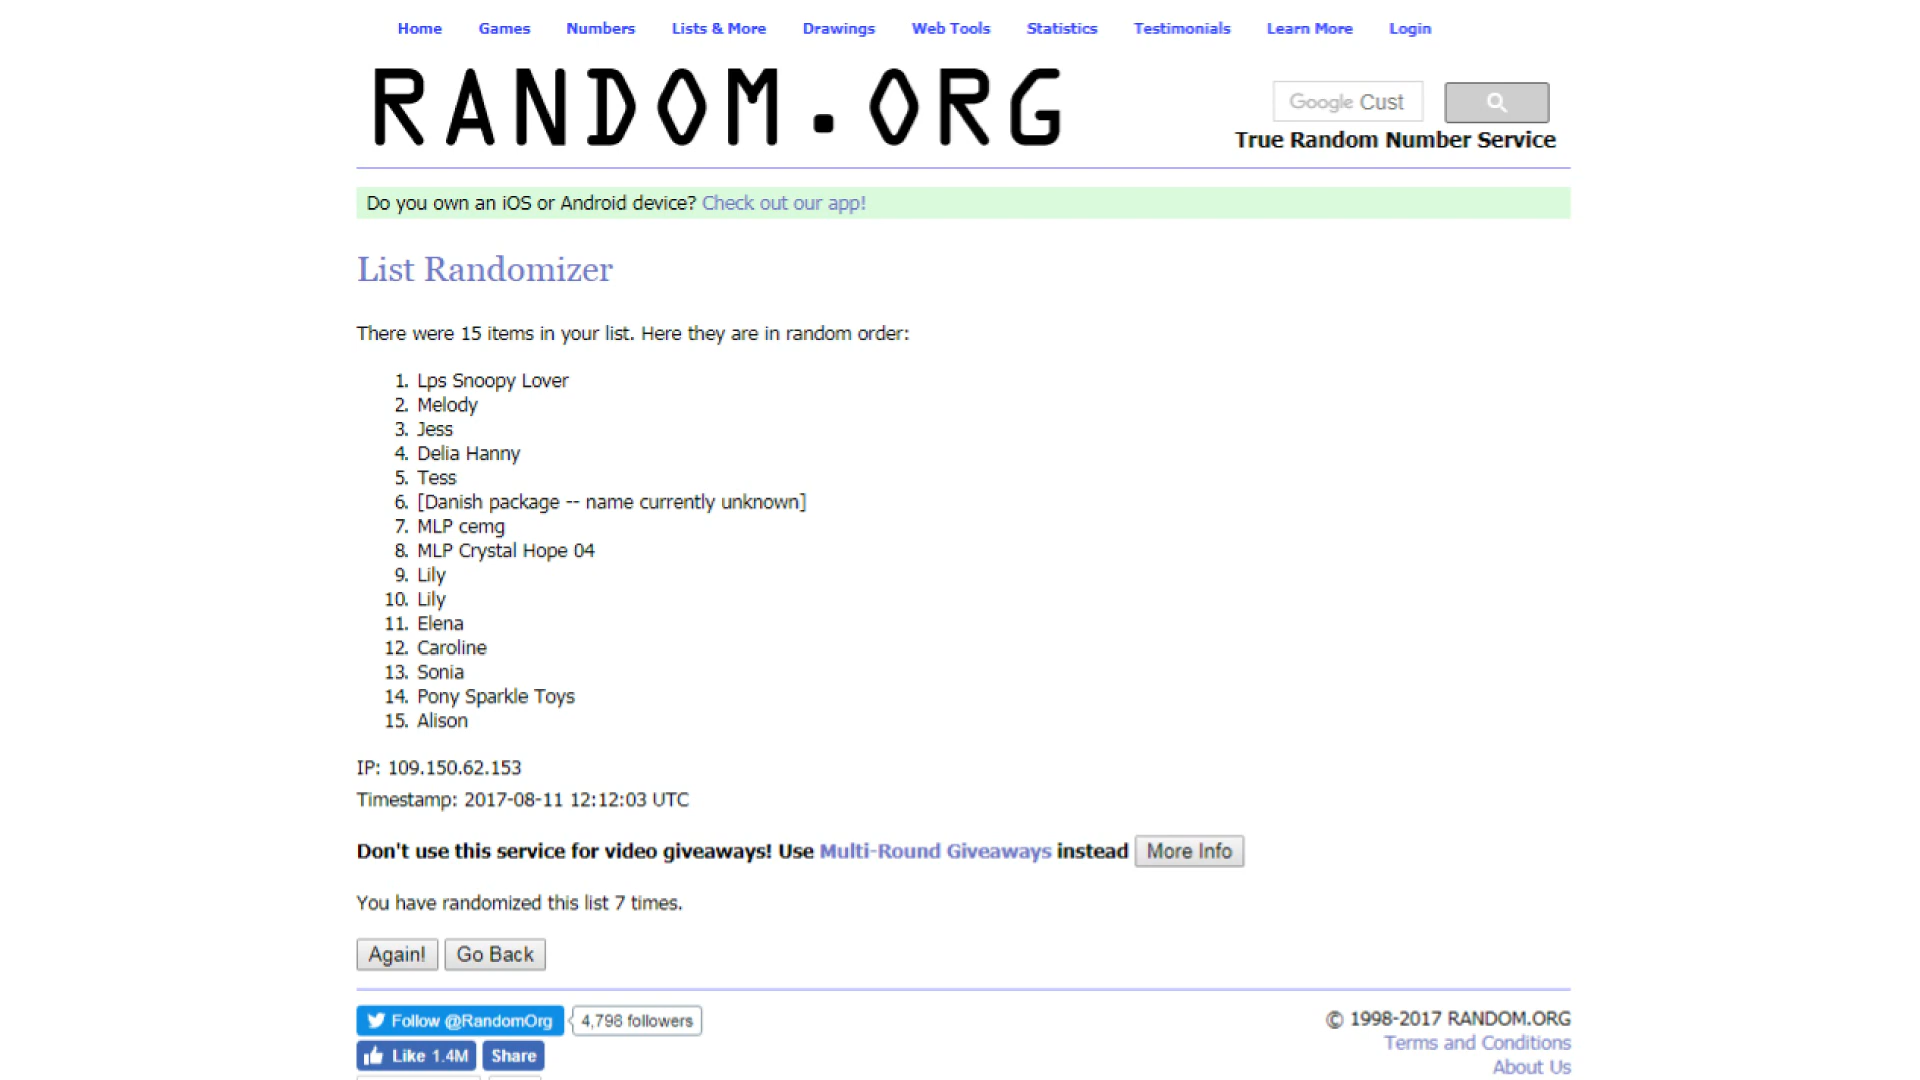 Home Games Numbers Lists & More Drawings Web Tools Statistics Testimonials Learn More Login
RANDOM.ORG
Google Cust
True Random Number Service
Do you own an iOS or Android device? Check out our app!
List Randomizer
There were 15 items in your list. Here they are in random order:
1. Lps Snoopy Lover
2. Melody
3. Jess
4. Delia Hanny
5. Tess
6. [Danish package -- name currently unknown]
7. MLP cemg
8. MLP Crystal Hope 04
9. Lily
10. Lily
11. Elena
12. Caroline
13. Sonia
14. Pony Sparkle Toys
15. Alison
IP: 109.150.62.153
Timestamp: 2017-08-11 12:12:03 UTC
Don't use this service for video giveaways! Use Multi-Round Giveaways instead More Info
You have randomized this list 7 times.
Again! Go Back
Follow @RandomOrg 4,798 followers
Like 1.4M Share
© 1998-2017 RANDOM.ORG
Terms and Conditions
About Us